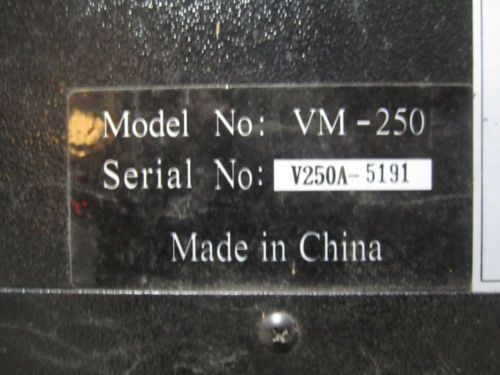 Model No: VM-250
Serial No: V250A-5191
Made in China